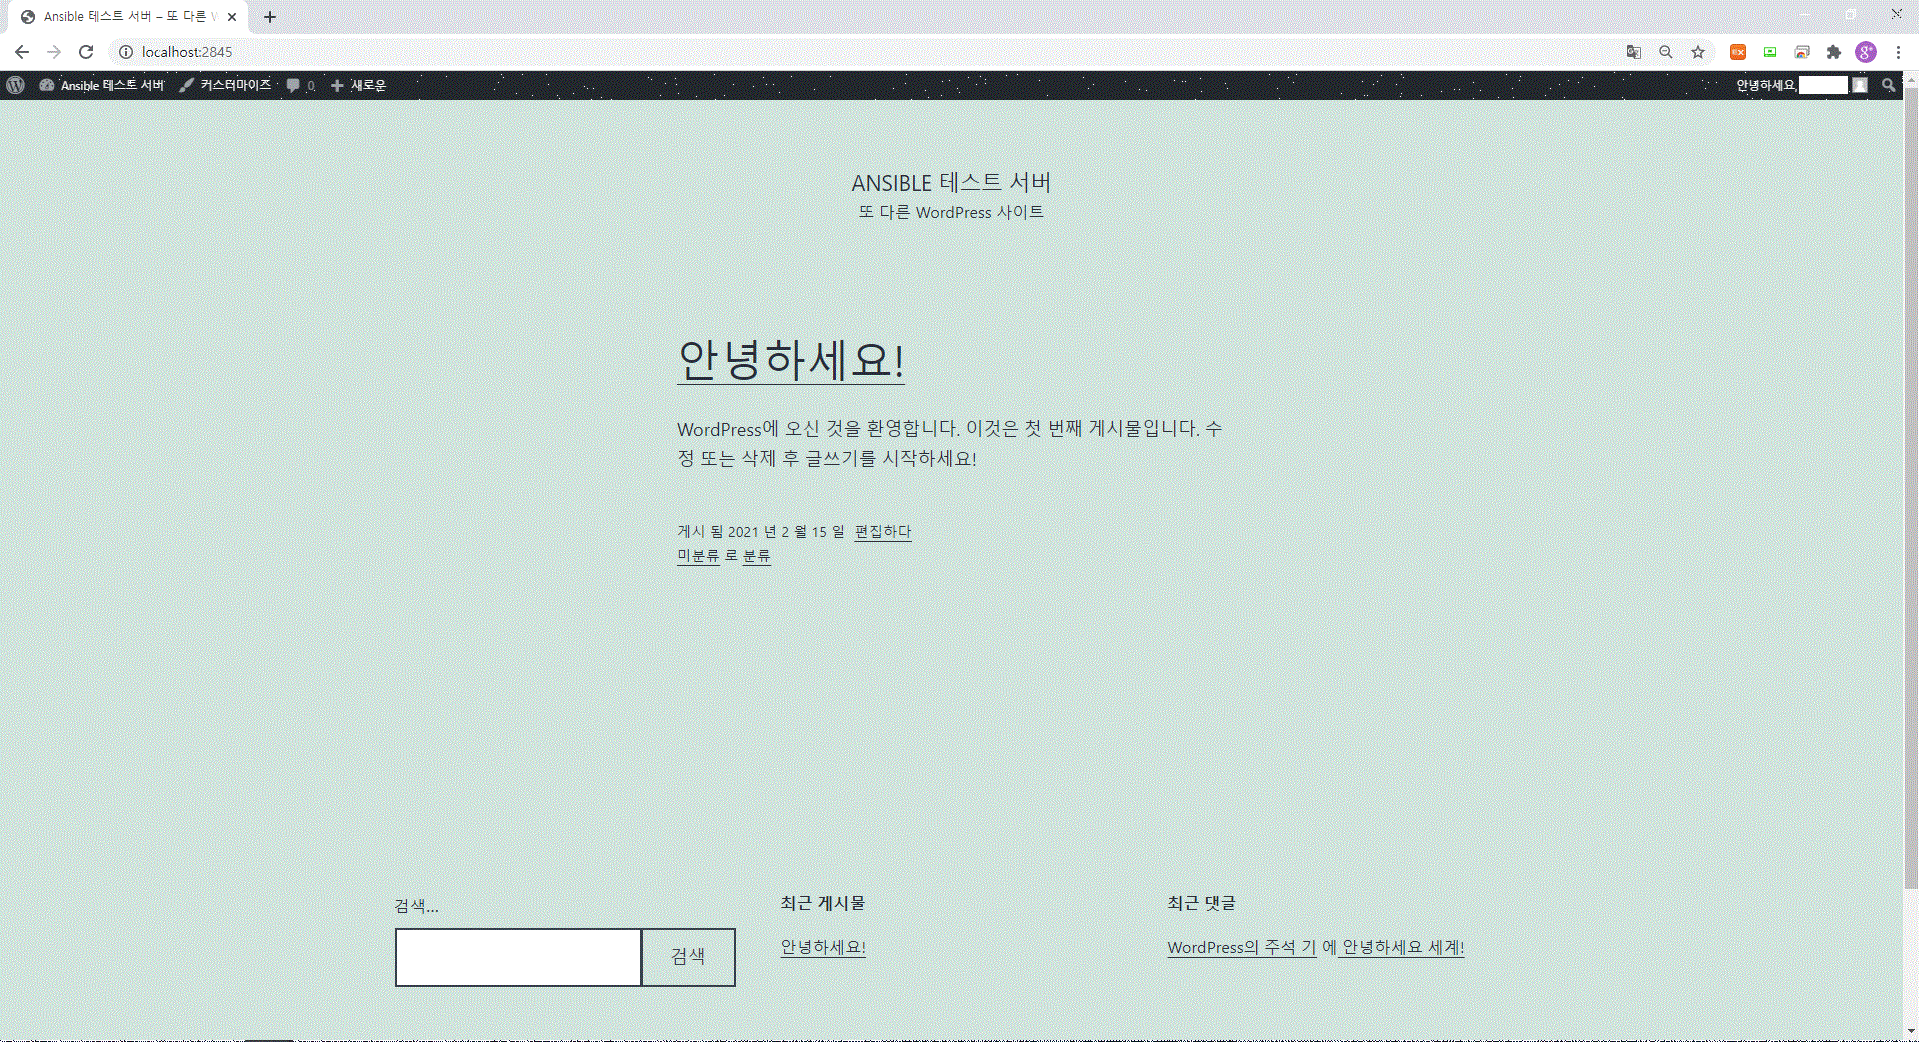 Ansible 테스트 서버 – 또 다른 W
localhost:2845
Ansible 테스트 서버 커스터마이즈 0 새로운 안녕하세요,
ANSIBLE 테스트 서버
또 다른 WordPress 사이트
안녕하세요!
WordPress에 오신 것을 환영합니다. 이것은 첫 번째 게시물입니다. 수
정 또는 삭제 후 글쓰기를 시작하세요!
게시 됨 2021 년 2 월 15 일 편집하다
미분류 로 분류
검색...
검색
최근 게시물
안녕하세요!
최근 댓글
WordPress의 주석 기 에 안녕하세요 세계!